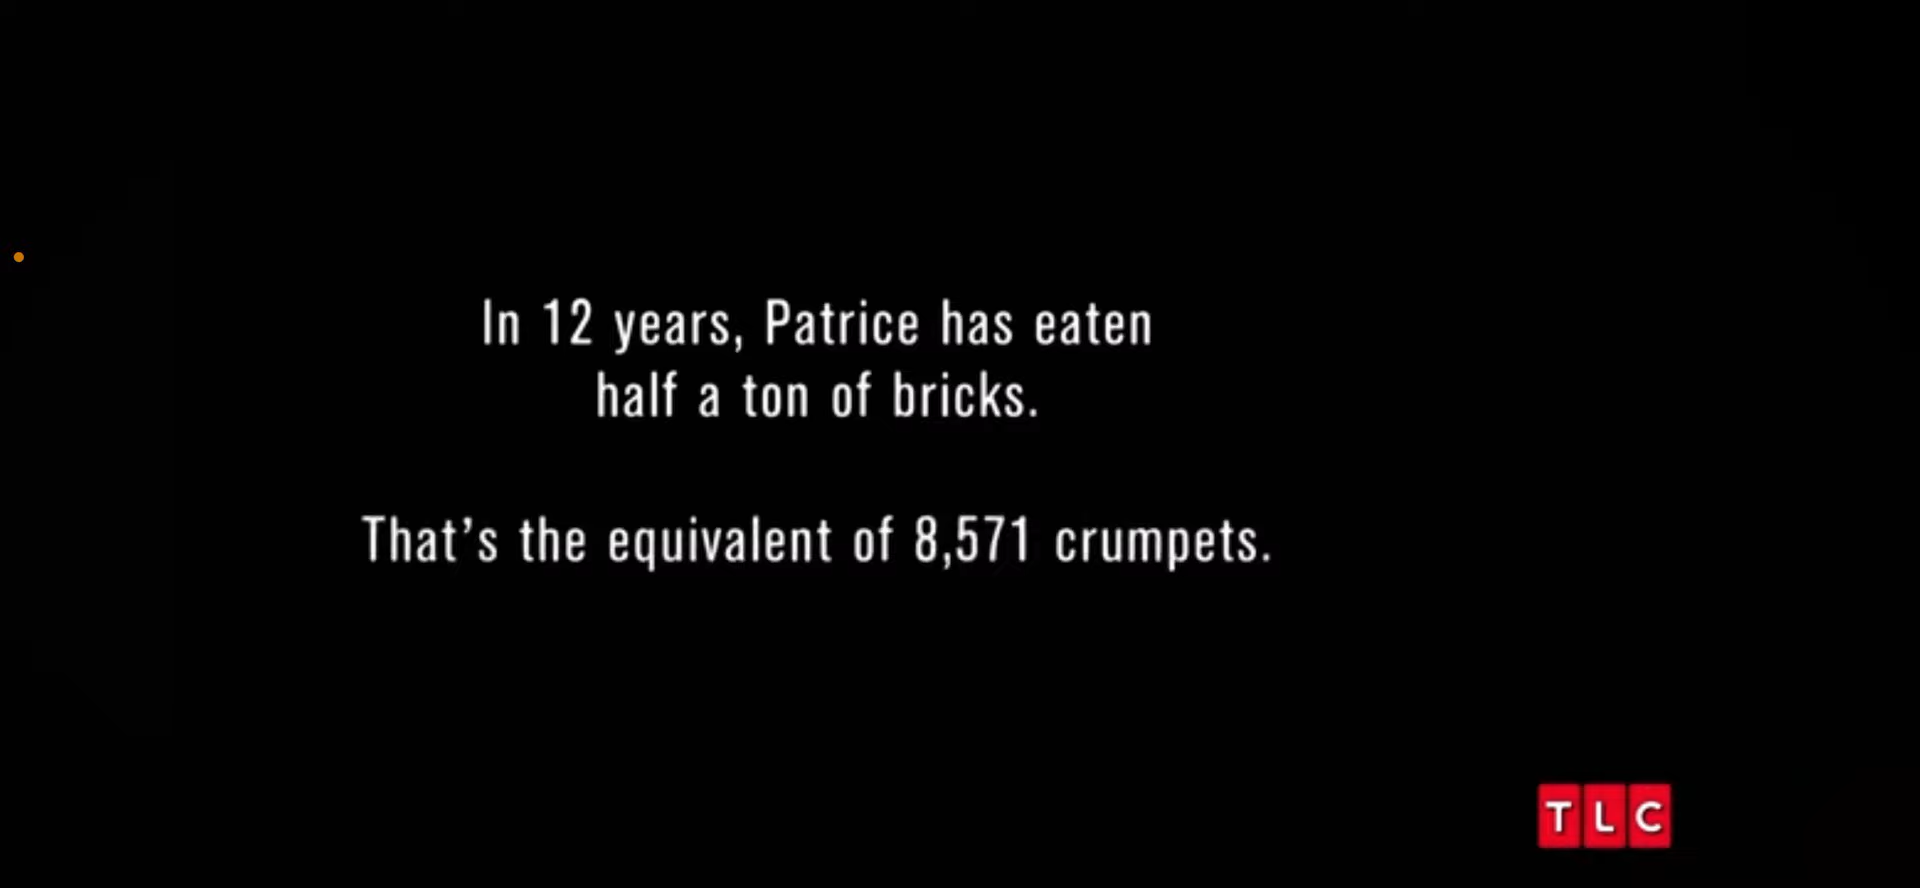 In 12 years, Patrice has eaten
half a ton of bricks.
That’s the equivalent of 8,571 crumpets.
TLC